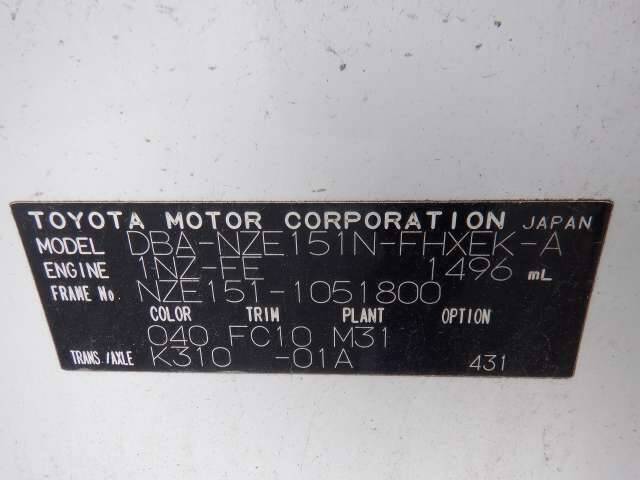 TOYOTA MOTOR CORPORATION JAPAN
MODEL DBA-NZE151N-FHXEK-A
ENGINE 1NZ-FE 1496 mL
FRAME No NZE151-1051800
COLOR TRIM PLANT OPTION
040 FC10 M31
TRANS/AXLE K310 -01A 431